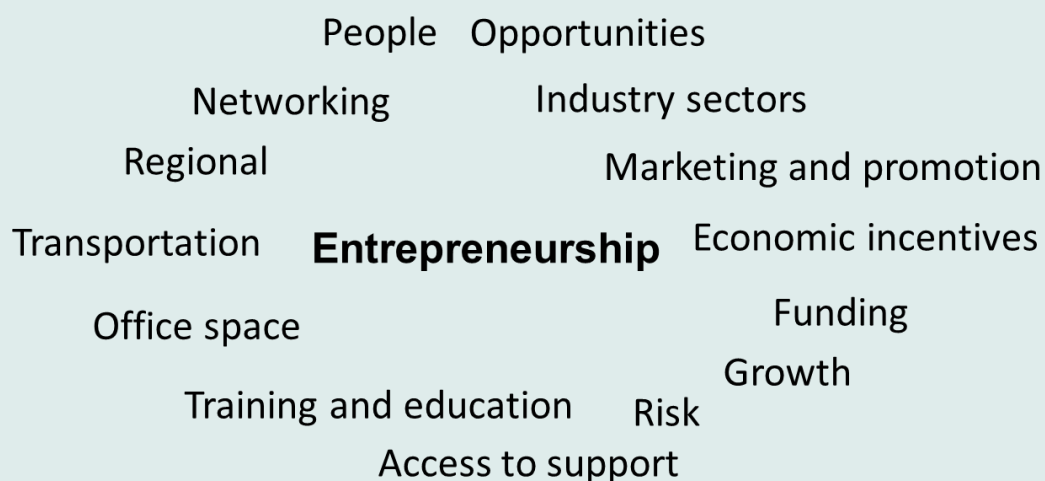 People Opportunities
Networking Industry sectors
Regional Marketing and promotion
Transportation Entrepreneurship Economic incentives
Office space Funding
Growth
Training and education Risk
Access to support